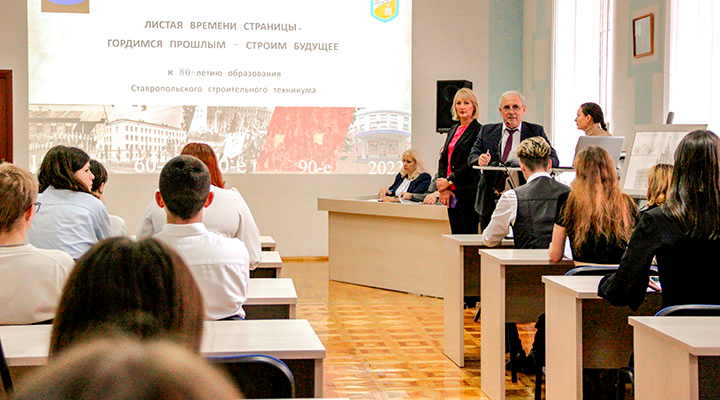 ЛИСТАЯ ВРЕМЕНИ СТРАНИЦЫ,
ГОРДИМСЯ ПРОШЛЫМ - СТРОИМ БУДУЩЕЕ
к 80-летию образования
Ставропольского строительного техникума
60-е 90-е 2022